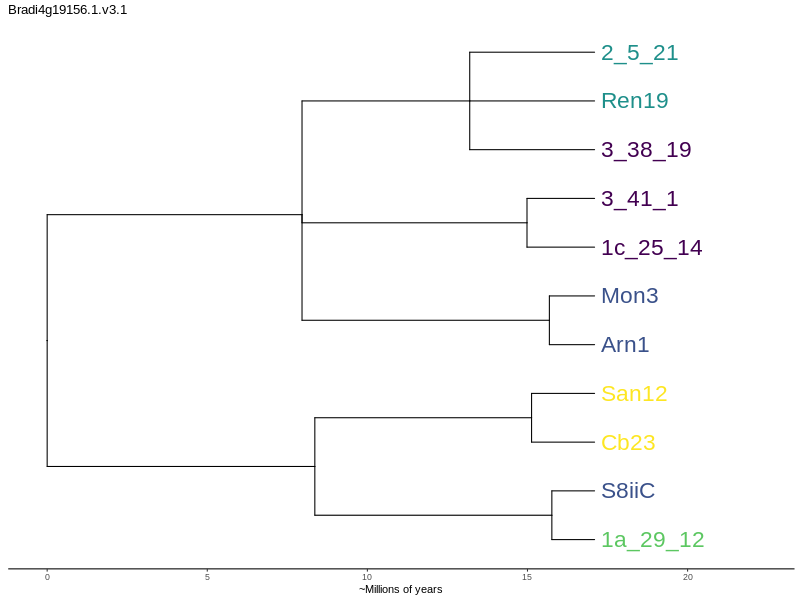 Bradi4g19156.1.v3.1
2_5_21
Ren19
3_38_19
3_41_1
1c_25_14
Mon3
Arn1
San12
Cb23
S8iiC
1a_29_12
0 5 10 15 20
~Millions of years